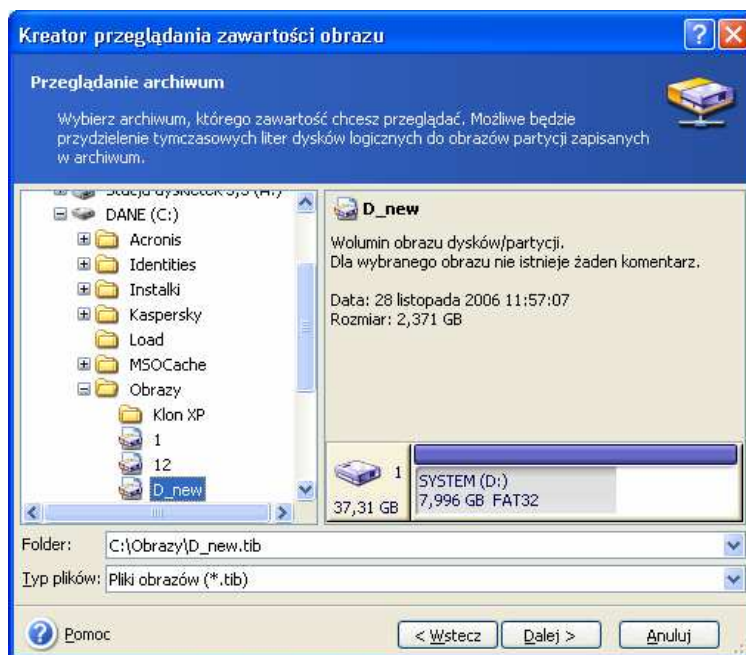 Kreator przeglądania zawartości obrazu
Przeglądanie archiwum
Wybierz archiwum, którego zawartość chcesz przeglądać. Możliwe będzie
przydzielenie tymczasowych liter dysków logicznych do obrazów partycji zapisanych
w archiwum.
Stacja dyskietek 3,5 (A:)
DANE (C:)
Acronis
Identities
Instalki
Kaspersky
Load
MSOCache
Obrazy
Klon XP
1
12
D_new
D_new
Wolumin obrazu dysków/partycji.
Dla wybranego obrazu nie istnieje żaden komentarz.
Data: 28 listopada 2006 11:57:07
Rozmiar: 2,371 GB
1
37,31 GB
SYSTEM (D:)
7,996 GB FAT32
Folder: C:\Obrazy\D_new.tib
Typ plików: Pliki obrazów (*.tib)
Pomoc
< Wstecz
Dalej >
Anuluj